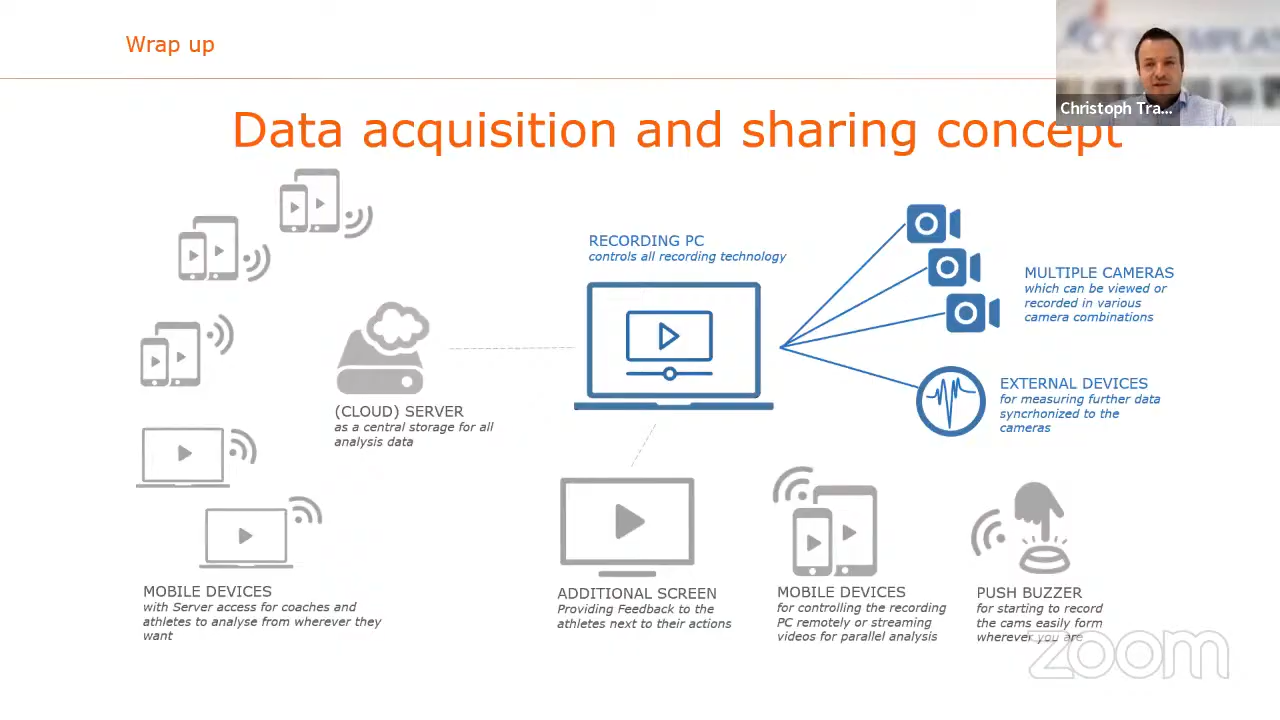 Wrap up
Christoph Tra...
Data acquisition and sharing concept
RECORDING PC
controls all recording technology
MULTIPLE CAMERAS
which can be viewed or
recorded in various
camera combinations
EXTERNAL DEVICES
for measuring further data
syncrhonized to the
cameras
(CLOUD) SERVER
as a central storage for all
analysis data
MOBILE DEVICES
with Server access for coaches and
athletes to analyse from wherever they
want
ADDITIONAL SCREEN
Providing Feedback to the
athletes next to their actions
MOBILE DEVICES
for controlling the recording
PC remotely or streaming
videos for parallel analysis
PUSH BUZZER
for starting to record
the cams easily form
wherever you are
zoom